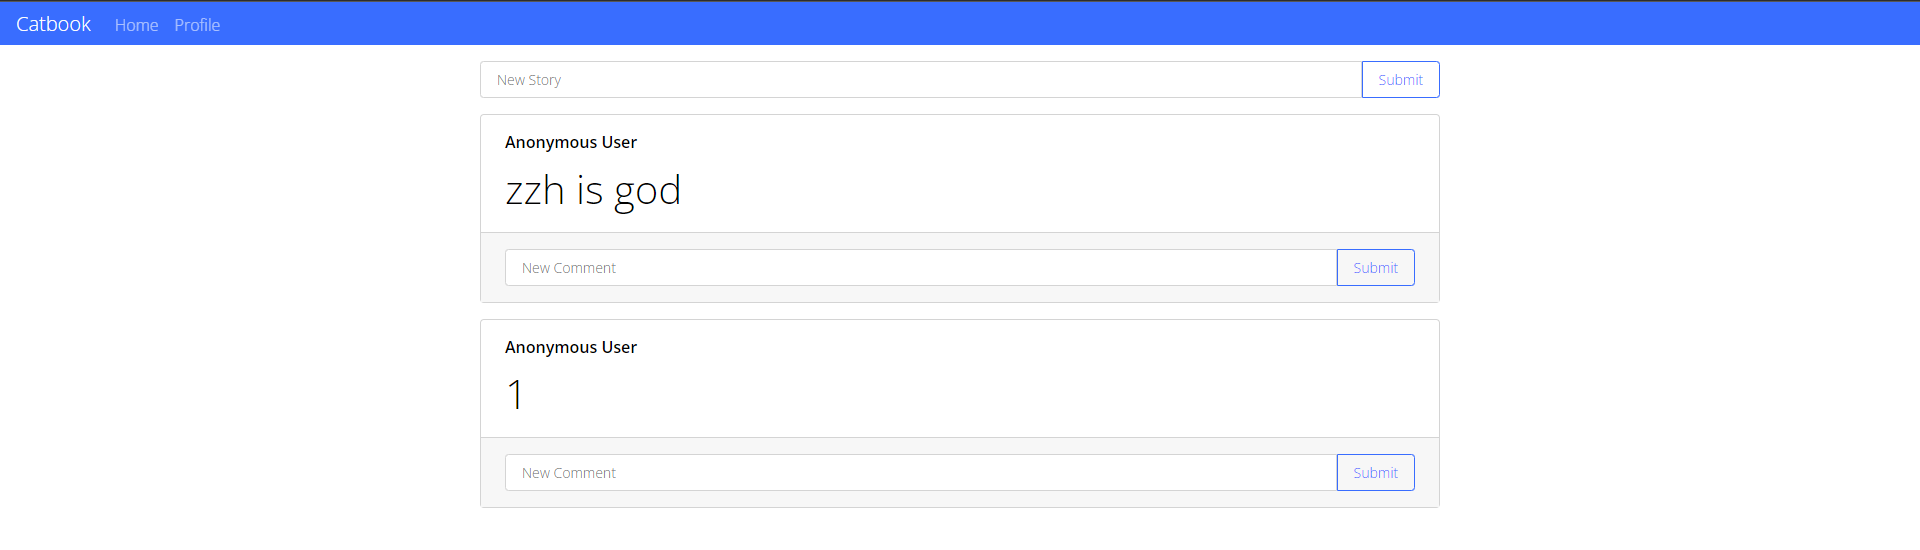 Catbook Home Profile
New Story Submit
Anonymous User
zzh is god
New Comment Submit
Anonymous User
1
New Comment Submit